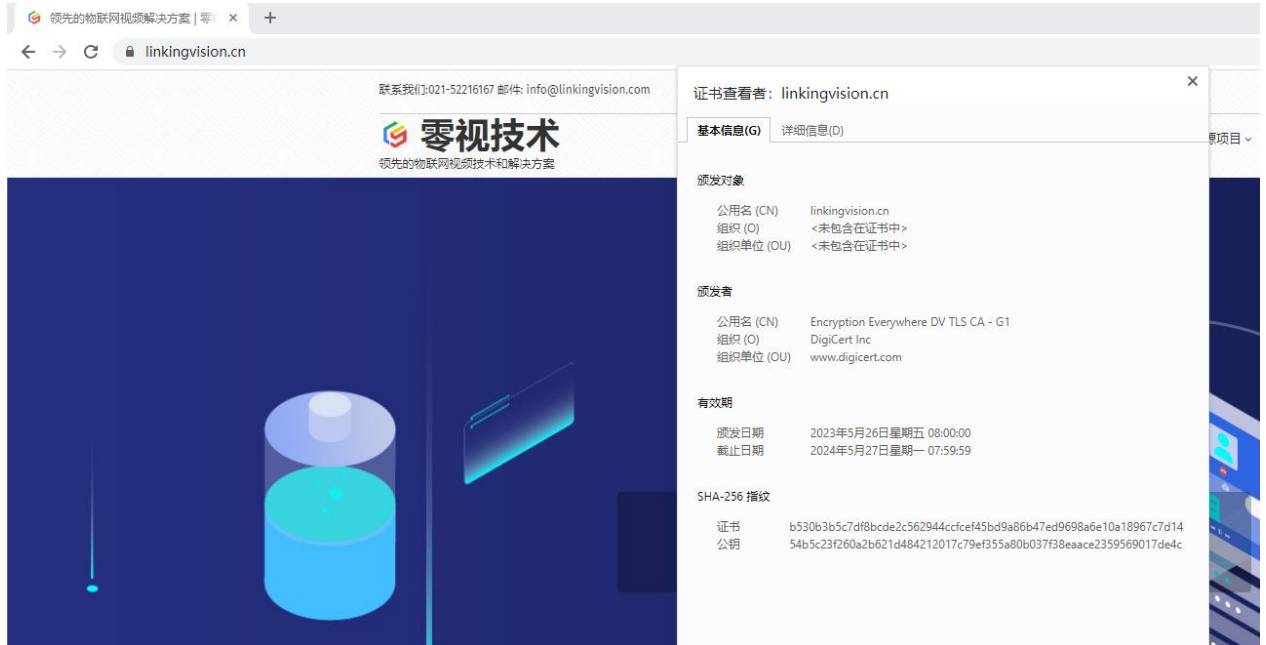 领先的物联网视频解决方案 | 零
linkingvision.cn
联系我们:021-52216167 邮件: info@linkingvision.com
零视技术
领先的物联网视频技术和解决方案
源项目
证书查看者: linkingvision.cn
基本信息(G) 详细信息(D)
颁发对象
公用名 (CN) linkingvision.cn
组织 (O) <未包含在证书中>
组织单位 (OU) <未包含在证书中>
颁发者
公用名 (CN) Encryption Everywhere DV TLS CA - G1
组织 (O) DigiCert Inc
组织单位 (OU) www.digicert.com
有效期
颁发日期 2023年5月26日星期五 08:00:00
截止日期 2024年5月27日星期一 07:59:59
SHA-256 指纹
证书 b530b3b5c7df8bcde2c562944ccfcef45bd9a86b47ed9698a6e10a18967c7d14
公钥 54b5c23f260a2b621d484212017c79ef355a80b037f38eaace2359569017de4c